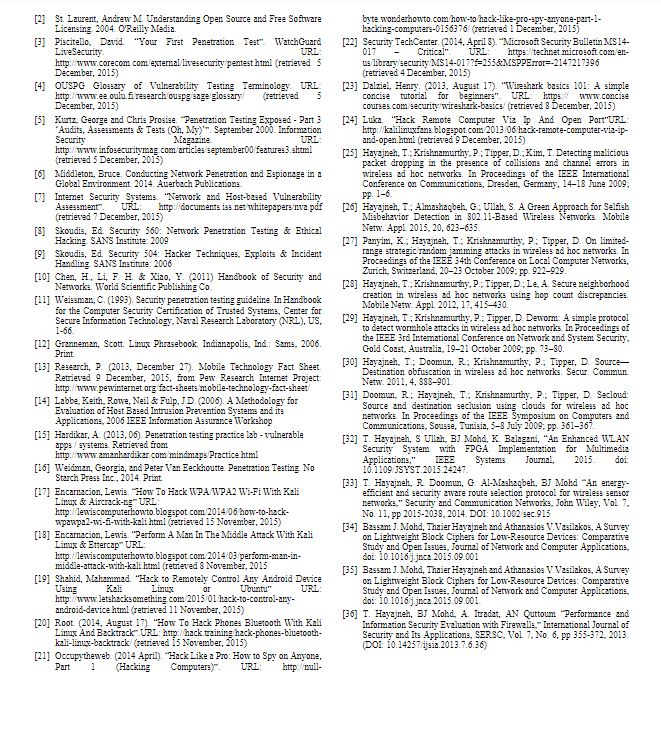 [2] St. Laurent, Andrew M. Understanding Open Source and Free Software
Licensing. 2004. O'Reilly Media.
[3] Piscitello, David. "Your First Penetration Test". WatchGuard
LiveSecurity. URL:
http://www.corecom.com/external/livesecurity/pentest.html (retrieved 5
December, 2015)
[4] OUSPG Glossary of Vulnerability Testing Terminology. URL:
http://www.ee.oulu.fi/research/ouspg/sage/glossary/ (retrieved 5
December, 2015)
[5] Kurtz, George and Chris Prosise. "Penetration Testing Exposed - Part 3
'Audits, Assessments & Tests (Oh, My)'". September 2000. Information
Security Magazine. URL:
http://www.infosecuritymag.com/articles/september00/features3.shtml
(retrieved 5 December, 2015)
[6] Middleton, Bruce. Conducting Network Penetration and Espionage in a
Global Environment. 2014. Auerbach Publications.
[7] Internet Security Systems. "Network and Host-based Vulnerability
Assessment". URL: http://documents.iss.net/whitepapers/nva.pdf
(retrieved 7 December, 2015)
[8] Skoudis, Ed. Security 560: Network Penetration Testing & Ethical
Hacking. SANS Institute: 2009
[9] Skoudis, Ed. Security 504: Hacker Techniques, Exploits & Incident
Handling. SANS Institute: 2006
[10] Chen, H., Li, F. H. & Xiao, Y. (2011) Handbook of Security and
Networks. World Scientific Publishing Co.
[11] Weissman, C. (1993). Security penetration testing guideline. In Handbook
for the Computer Security Certification of Trusted Systems, Center for
Secure Information Technology, Naval Research Laboratory (NRL), US,
1-66.
[12] Granneman, Scott. Linux Phrasebook. Indianapolis, Ind.: Sams, 2006.
Print.
[13] Research, P. (2013, December 27). Mobile Technology Fact Sheet.
Retrieved 9 December, 2015, from Pew Research Internet Project:
http://www.pewinternet.org/fact-sheets/mobile-technology-fact-sheet/
[14] Labbe, Keith, Rowe, Neil & Fulp, J.D. (2006). A Methodology for
Evaluation of Host Based Intrusion Prevention Systems and its
Applications, 2006 IEEE Information Assurance Workshop
[15] Hardikar, A. (2013, 06). Penetration testing practice lab - vulnerable
apps / systems. Retrieved from
http://www.amanhardikar.com/mindmaps/Practice.html
[16] Weidman, Georgia, and Peter Van Eeckhoutte. Penetration Testing. No
Starch Press Inc., 2014. Print.
[17] Encarnacion, Lewis. "How To Hack WPA/WPA2 Wi-Fi With Kali
Linux & Aircrack-ng" URL:
http://lewiscomputerhowto.blogspot.com/2014/06/how-to-hack-
wpawpa2-wi-fi-with-kali.html (retrieved 15 November, 2015)
[18] Encarnacion, Lewis. "Perform A Man In The Middle Attack With Kali
Linux & Ettercap" URL:
http://lewiscomputerhowto.blogspot.com/2014/03/perform-man-in-
middle-attack-with-kali.html (retrieved 8 November, 2015
[19] Shahid, Mahammad. "Hack to Remotely Control Any Android Device
Using Kali Linux or Ubuntu" URL:
http://www.letshacksomething.com/2015/01/hack-to-control-any-
android-device.html (retrieved 11 November, 2015)
[20] Root. (2014, August 17). "How To Hack Phones Bluetooth With Kali
Linux And Backtrack". URL: http://hack.training/hack-phones-bluetooth-
kali-linux-backtrack/ (retrieved 15 November, 2015)
[21] Occupytheweb. (2014 April). "Hack Like a Pro: How to Spy on Anyone,
Part 1 (Hacking Computers)". URL: http://null-
byte.wonderhowto.com/how-to/hack-like-pro-spy-anyone-part-1-
hacking-computers-0156376/ (retrieved 1 December, 2015)
[22] Security TechCenter. (2014, April 8). "Microsoft Security Bulletin MS14-
017 – Critical". URL: https://technet.microsoft.com/en-
us/library/security/MS14-017?f=255&MSPPError=-2147217396
(retrieved 4 December, 2015)
[23] Dalziel, Henry. (2013, August 17). "Wireshark basics 101: A simple
concise tutorial for beginners". URL: https:// www.concise
courses.com/security/wireshark-basics/ (retrieved 8 December, 2015)
[24] Luka. "Hack Remote Computer Via Ip And Open Port"URL:
http://kalilinuxfans.blogspot.com/2013/06/hack-remote-computer-via-ip-
and-open.html (retrieved 9 December, 2015)
[25] Hayajneh, T.; Krishnamurthy, P.; Tipper, D.; Kim, T. Detecting malicious
packet dropping in the presence of collisions and channel errors in
wireless ad hoc networks. In Proceedings of the IEEE International
Conference on Communications, Dresden, Germany, 14–18 June 2009;
pp. 1–6.
[26] Hayajneh, T.; Almashaqbeh, G.; Ullah, S. A Green Approach for Selfish
Misbehavior Detection in 802.11-Based Wireless Networks. Mobile
Netw. Appl. 2015, 20, 623–635.
[27] Panyim, K.; Hayajneh, T.; Krishnamurthy, P.; Tipper, D. On limited-
range strategic/random jamming attacks in wireless ad hoc networks. In
Proceedings of the IEEE 34th Conference on Local Computer Networks,
Zurich, Switzerland, 20–23 October 2009; pp. 922–929.
[28] Hayajneh, T.; Krishnamurthy, P.; Tipper, D.; Le, A. Secure neighborhood
creation in wireless ad hoc networks using hop count discrepancies.
Mobile Netw. Appl. 2012, 17, 415–430.
[29] Hayajneh, T.; Krishnamurthy, P.; Tipper, D. Deworm: A simple protocol
to detect wormhole attacks in wireless ad hoc networks. In Proceedings of
the IEEE 3rd International Conference on Network and System Security,
Gold Coast, Australia, 19–21 October 2009; pp. 73–80.
[30] Hayajneh, T.; Doomun, R.; Krishnamurthy, P.; Tipper, D. Source—
Destination obfuscation in wireless ad hoc networks. Secur. Commun.
Netw. 2011, 4, 888–901.
[31] Doomun, R.; Hayajneh, T.; Krishnamurthy, P.; Tipper, D. Secloud:
Source and destination seclusion using clouds for wireless ad hoc
networks. In Proceedings of the IEEE Symposium on Computers and
Communications, Sousse, Tunisia, 5–8 July 2009; pp. 361–367.
[32] T. Hayajneh, S Ullah, BJ Mohd, K. Balagani, "An Enhanced WLAN
Security System with FPGA Implementation for Multimedia
Applications," IEEE Systems Journal, 2015. doi:
10.1109/JSYST.2015.24247.
[33] T. Hayajneh, R. Doomun, G. Al-Mashaqbeh, BJ Mohd "An energy-
efficient and security aware route selection protocol for wireless sensor
networks," Security and Communication Networks, John Wiley, Vol. 7,
No. 11, pp 2015-2038, 2014. DOI: 10.1002/sec.915
[34] Bassam J. Mohd, Thaier Hayajneh and Athanasios V.Vasilakos, A Survey
on Lightweight Block Ciphers for Low-Resource Devices: Comparative
Study and Open Issues, Journal of Network and Computer Applications,
doi: 10.1016/j.jnca.2015.09.001.
[35] Bassam J. Mohd, Thaier Hayajneh and Athanasios V.Vasilakos, A Survey
on Lightweight Block Ciphers for Low-Resource Devices: Comparative
Study and Open Issues, Journal of Network and Computer Applications,
doi: 10.1016/j.jnca.2015.09.001.
[36] T. Hayajneh, BJ Mohd, A. Itradat, AN Quttoum "Performance and
Information Security Evaluation with Firewalls," International Journal of
Security and Its Applications, SERSC, Vol. 7, No. 6, pp 355-372, 2013.
(DOI: 10.14257/ijsia.2013.7.6.36)